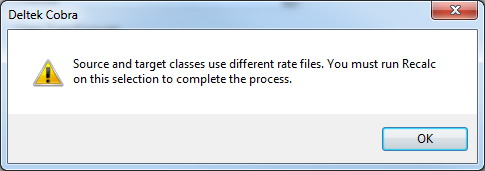 Deltek Cobra
Source and target classes use different rate files. You must run Recalc
on this selection to complete the process.
OK